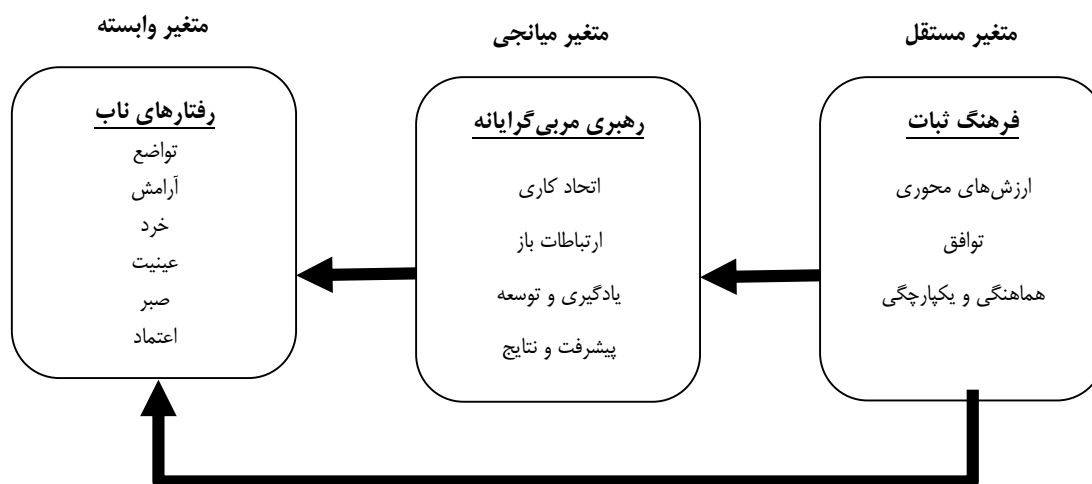 متغیر مستقل
متغیر میانجی
متغیر وابسته
فرهنگ ثبات
ارزش‌های محوری
توافق
هماهنگی و یکپارچگی
رهبری مربی‌گرایانه
اتحاد کاری
ارتباطات باز
یادگیری و توسعه
پیشرفت و نتایج
رفتارهای ناب
تواضع
آرامش
خرد
عینیت
صبر
اعتماد